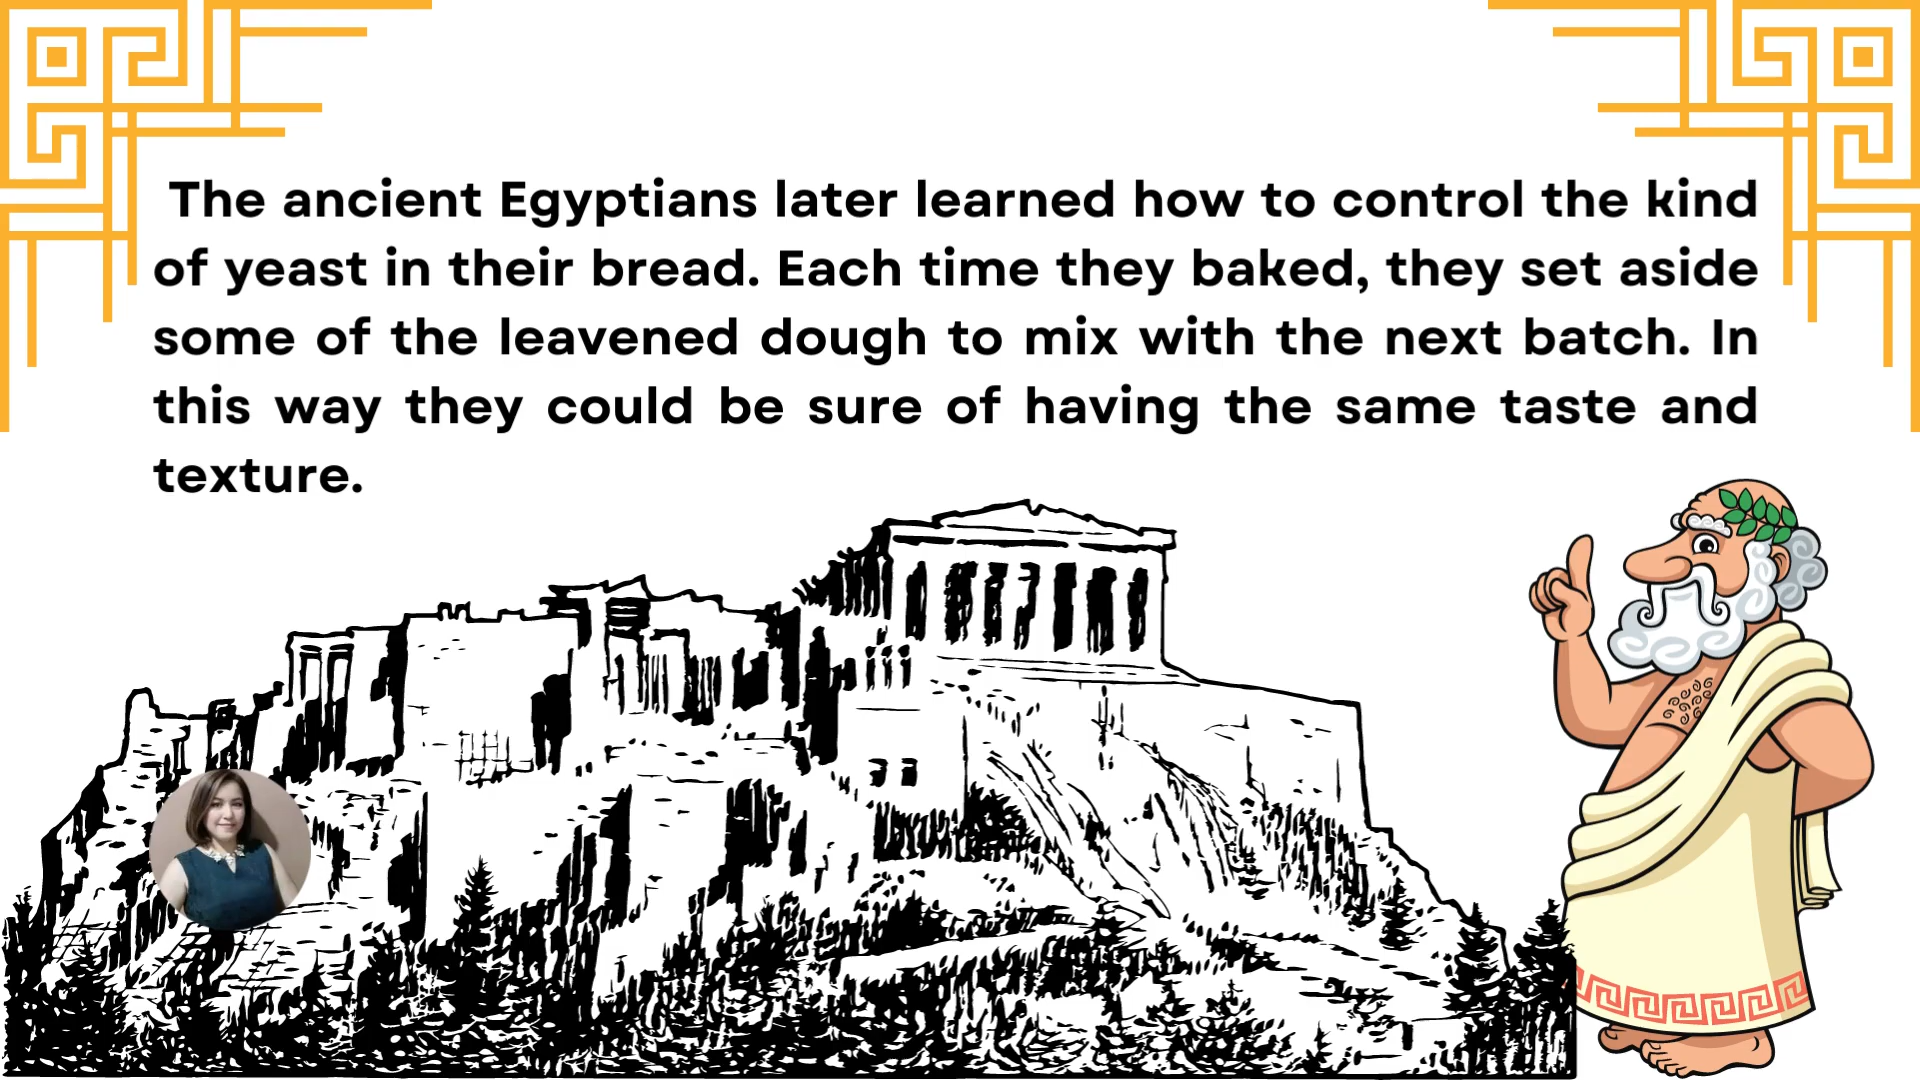 The ancient Egyptians later learned how to control the kind
of yeast in their bread. Each time they baked, they set aside
some of the leavened dough to mix with the next batch. In
this way they could be sure of having the same taste and
texture.